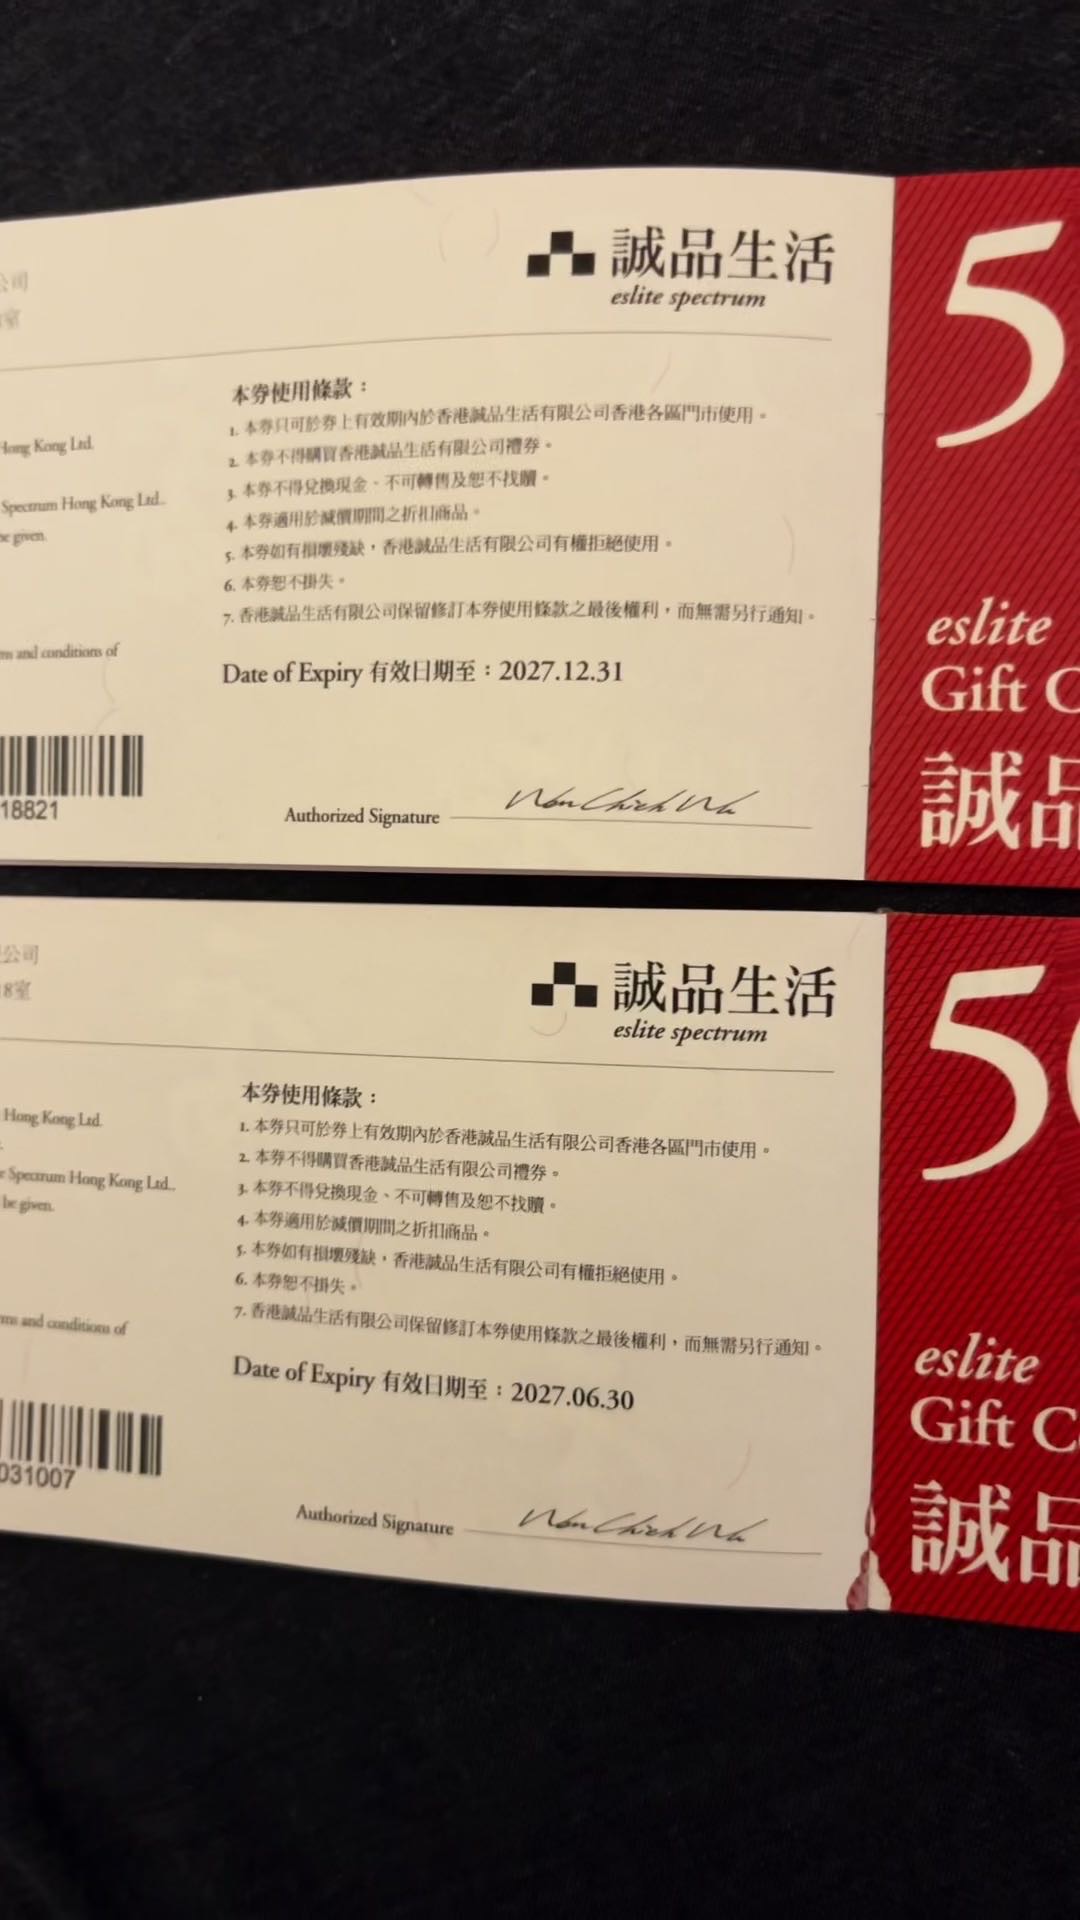 公司
室
誠品生活
eslite spectrum
Hong Kong Ltd.
Spectrum Hong Kong Ltd..
be given.
ms and conditions of
本券使用條款：
1. 本券只可於券上有效期內於香港誠品生活有限公司香港各區門市使用。
2. 本券不得購買香港誠品生活有限公司禮券。
3. 本券不得兌換現金、不可轉售及恕不找贖。
4. 本券適用於減價期間之折扣商品。
5. 本券如有損壞殘缺，香港誠品生活有限公司有權拒絕使用。
6. 本券恕不掛失。
7. 香港誠品生活有限公司保留修訂本券使用條款之最後權利，而無需另行通知。
Date of Expiry 有效日期至：2027.12.31
18821
Authorized Signature
5
eslite
Gift C
誠品
公司
8室
誠品生活
eslite spectrum
Hong Kong Ltd.
e Spectrum Hong Kong Ltd..
be given.
ms and conditions of
本券使用條款：
1. 本券只可於券上有效期內於香港誠品生活有限公司香港各區門市使用。
2. 本券不得購買香港誠品生活有限公司禮券。
3. 本券不得兌換現金、不可轉售及恕不找贖。
4. 本券適用於減價期間之折扣商品。
5. 本券如有損壞殘缺，香港誠品生活有限公司有權拒絕使用。
6. 本券恕不掛失。
7. 香港誠品生活有限公司保留修訂本券使用條款之最後權利，而無需另行通知。
Date of Expiry 有效日期至：2027.06.30
031007
Authorized Signature
50
eslite
Gift C
誠品